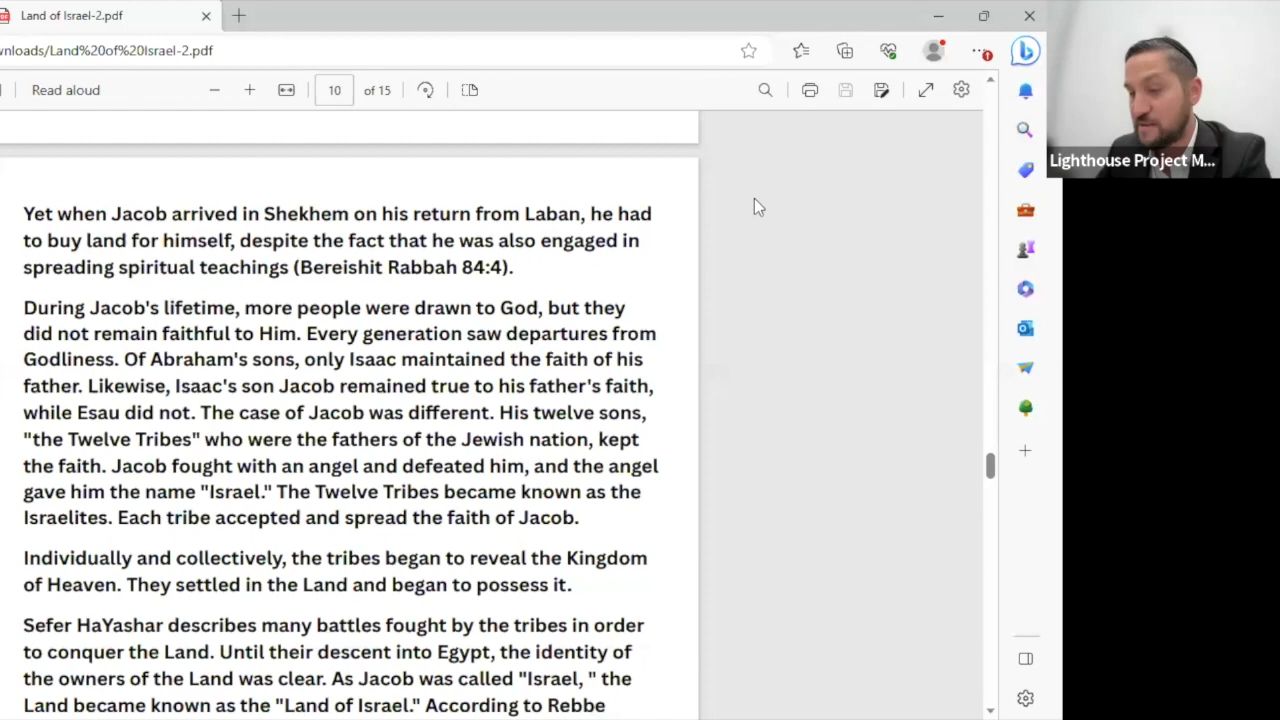 Land of Israel-2.pdf
wnloads/Land%20of%20Israel-2.pdf
Read aloud
10
of 15
Lighthouse Project M...
Yet when Jacob arrived in Shekhem on his return from Laban, he had
to buy land for himself, despite the fact that he was also engaged in
spreading spiritual teachings (Bereishit Rabbah 84:4).
During Jacob's lifetime, more people were drawn to God, but they
did not remain faithful to Him. Every generation saw departures from
Godliness. Of Abraham's sons, only Isaac maintained the faith of his
father. Likewise, Isaac's son Jacob remained true to his father's faith,
while Esau did not. The case of Jacob was different. His twelve sons,
"the Twelve Tribes" who were the fathers of the Jewish nation, kept
the faith. Jacob fought with an angel and defeated him, and the angel
gave him the name "Israel." The Twelve Tribes became known as the
Israelites. Each tribe accepted and spread the faith of Jacob.
Individually and collectively, the tribes began to reveal the Kingdom
of Heaven. They settled in the Land and began to possess it.
Sefer HaYashar describes many battles fought by the tribes in order
to conquer the Land. Until their descent into Egypt, the identity of
the owners of the Land was clear. As Jacob was called "Israel, " the
Land became known as the "Land of Israel." According to Rebbe